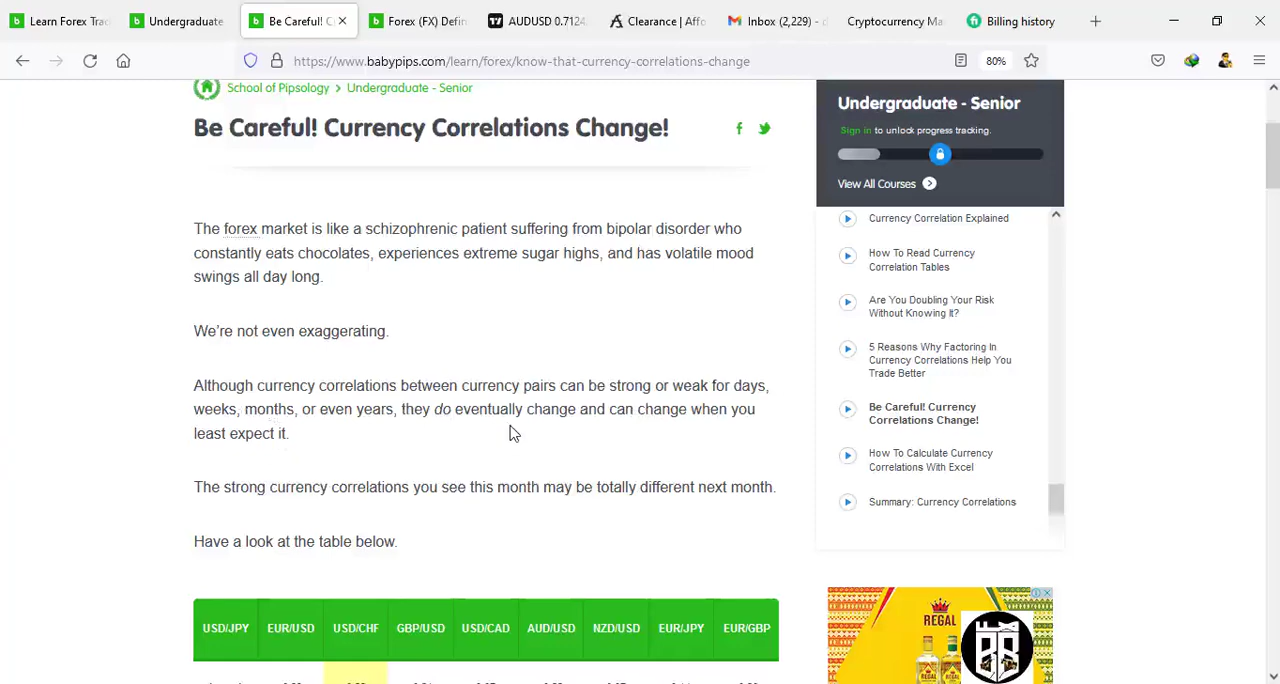 Learn Forex Trad
Undergraduate
Be Careful! C
Forex (FX) Defin
AUDUSD 0.7124
Clearance | Affo
Inbox (2,229) - d
Cryptocurrency Ma
Billing history
https://www.babypips.com/learn/forex/know-that-currency-correlations-change
80%
School of Pipsology > Undergraduate - Senior
Be Careful! Currency Correlations Change!
The forex market is like a schizophrenic patient suffering from bipolar disorder who
constantly eats chocolates, experiences extreme sugar highs, and has volatile mood
swings all day long.
We're not even exaggerating.
Although currency correlations between currency pairs can be strong or weak for days,
weeks, months, or even years, they do eventually change and can change when you
least expect it.
The strong currency correlations you see this month may be totally different next month.
Have a look at the table below.
USD/JPY EUR/USD USD/CHF GBP/USD USD/CAD AUD/USD NZD/USD EUR/JPY EUR/GBP
Undergraduate - Senior
Sign in to unlock progress tracking.
View All Courses
Currency Correlation Explained
How To Read Currency
Correlation Tables
Are You Doubling Your Risk
Without Knowing It?
5 Reasons Why Factoring In
Currency Correlations Help You
Trade Better
Be Careful! Currency
Correlations Change!
How To Calculate Currency
Correlations With Excel
Summary: Currency Correlations
REGAL